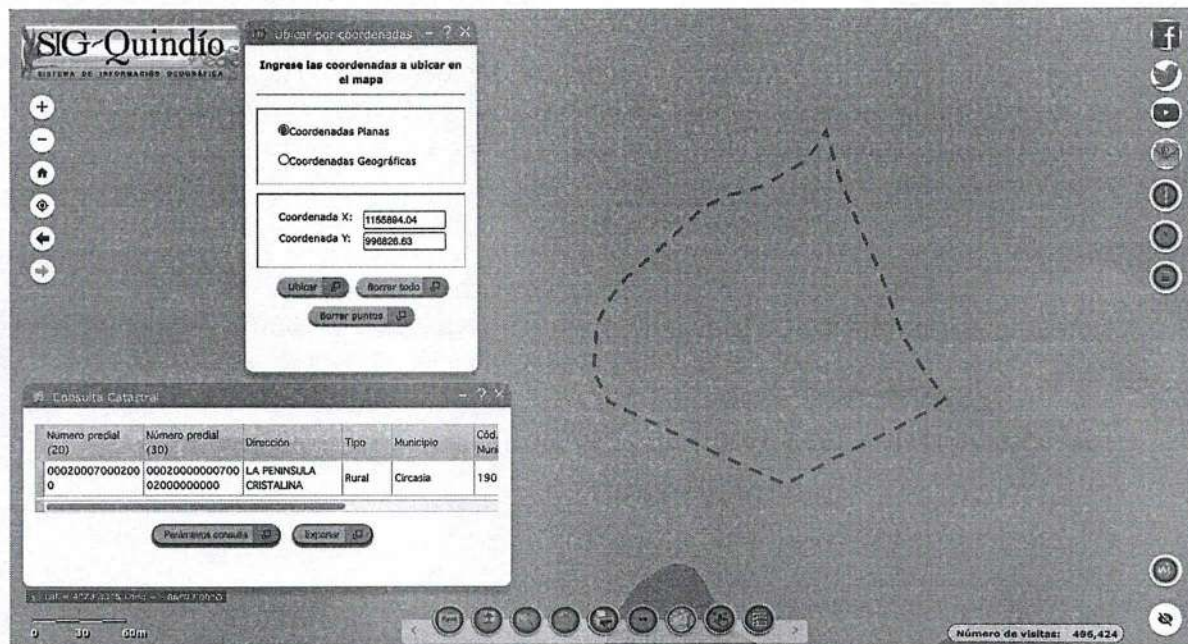 SIG-Quindío
SISTEMA DE INFORMACIÓN GEOGRÁFICA
Ubicar por coordenadas - ? X
Ingrese las coordenadas a ubicar en
el mapa
Coordenadas Planas
Coordenadas Geográficas
Coordenada X: 1155894.04
Coordenada Y: 996826.63
Ubicar
Borrar todo
Borrar puntos
Consulta Catastral - ? X
Número predial
(20)
Número predial
(30)
Dirección
Tipo
Municipio
Cód.
Muni
00020007000200
0
00020000000700
02000000000
LA PENINSULA
CRISTALINA
Rural
Circasia
190
Parámetros consulta
Exportar
0 30 60m
Número de visitas: 496,424